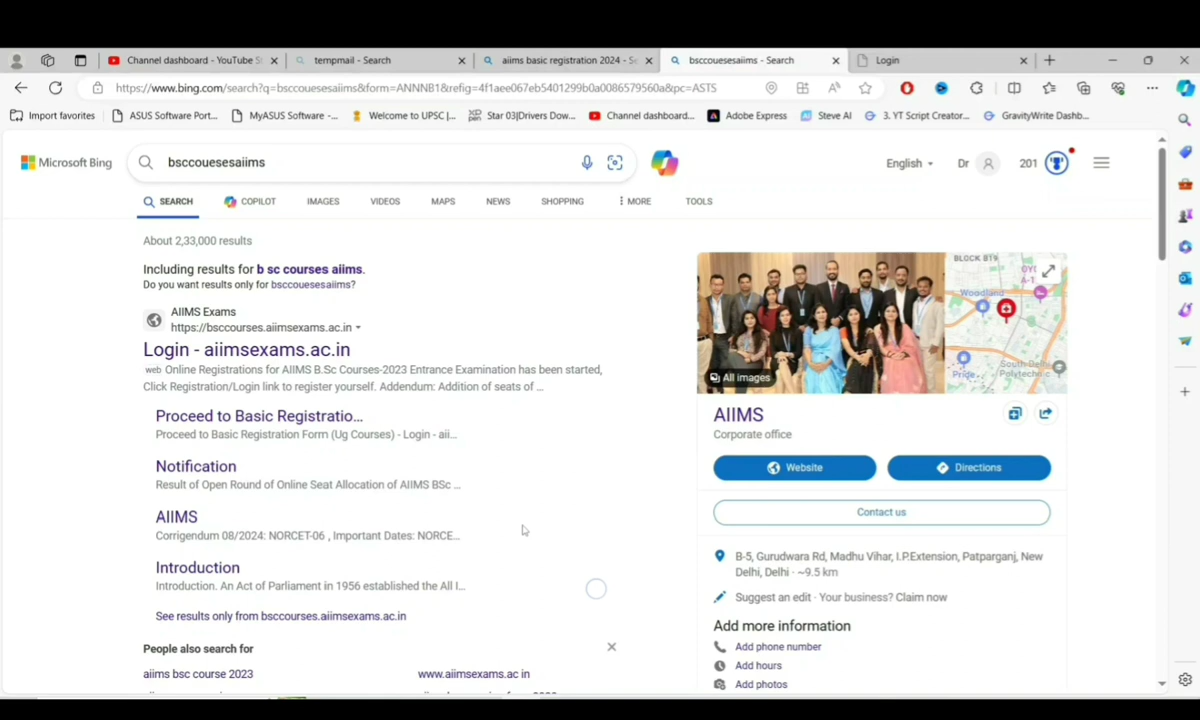 Channel dashboard - YouTube S
tempmail - Search
aiims basic registration 2024 - Se
bsccouesesaiims - Search
Login
https://www.bing.com/search?q=bsccouesesaiims&form=ANNNB1&refig=4f1aee067eb5401299b0a0086579560a&pc=ASTS
Import favorites
ASUS Software Port...
MyASUS Software -...
Welcome to UPSC |...
Star 03|Drivers Dow...
Channel dashboard...
Adobe Express
Steve AI
3. YT Script Creator...
GravityWrite Dashb...
Microsoft Bing
bsccouesesaiims
English
Dr
201
SEARCH
COPILOT
IMAGES
VIDEOS
MAPS
NEWS
SHOPPING
MORE
TOOLS
About 2,33,000 results
Including results for b sc courses aiims.
Do you want results only for bsccouesesaiims?
AIIMS Exams
https://bsccourses.aiimsexams.ac.in
Login - aiimsexams.ac.in
web Online Registrations for AIIMS B.Sc Courses-2023 Entrance Examination has been started,
Click Registration/Login link to register yourself. Addendum: Addition of seats of ...
Proceed to Basic Registratio...
Proceed to Basic Registration Form (Ug Courses) - Login - aii...
Notification
Result of Open Round of Online Seat Allocation of AIIMS BSc ...
AIIMS
Corrigendum 08/2024: NORCET-06 , Important Dates: NORCE...
Introduction
Introduction. An Act of Parliament in 1956 established the All I...
See results only from bsccourses.aiimsexams.ac.in
People also search for
aiims bsc course 2023
www.aiimsexams.ac in
All images
BLOCK B19
Woodland
Pride
South Delhi
Polytechnic
AIIMS
Corporate office
Website
Directions
Contact us
B-5, Gurudwara Rd, Madhu Vihar, I.P.Extension, Patparganj, New
Delhi, Delhi · ~9.5 km
Suggest an edit · Your business? Claim now
Add more information
Add phone number
Add hours
Add photos